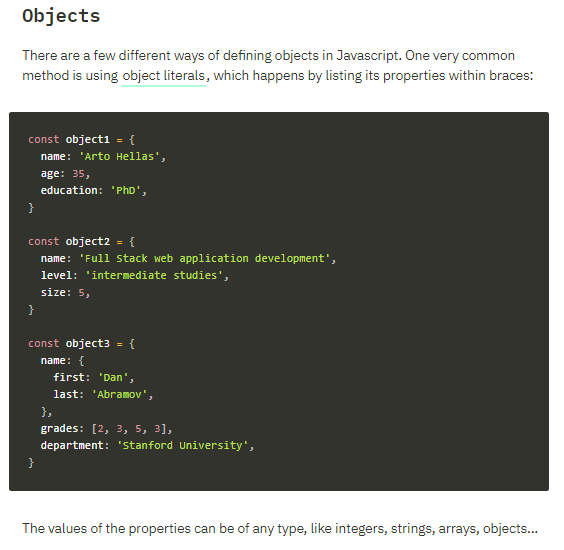 Objects
There are a few different ways of defining objects in Javascript. One very common
method is using object literals, which happens by listing its properties within braces:
const object1 = {
  name: 'Arto Hellas',
  age: 35,
  education: 'PhD',
}
const object2 = {
  name: 'Full Stack web application development',
  level: 'intermediate studies',
  size: 5,
}
const object3 = {
  name: {
    first: 'Dan',
    last: 'Abramov',
  },
  grades: [2, 3, 5, 3],
  department: 'Stanford University',
}
The values of the properties can be of any type, like integers, strings, arrays, objects...